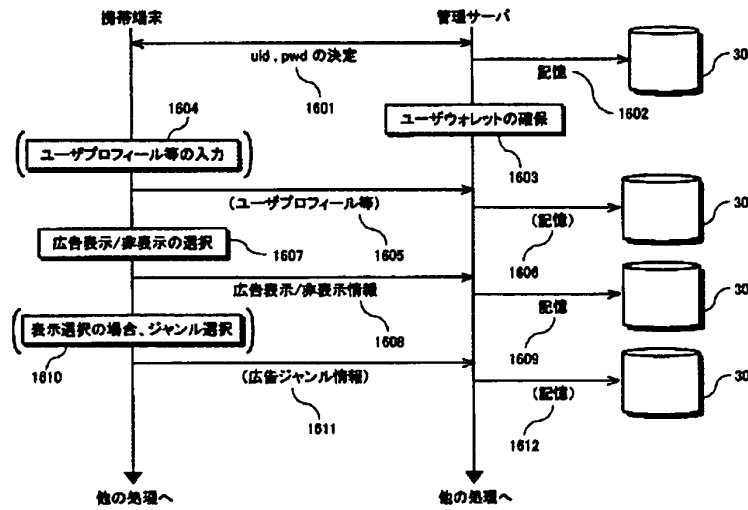 携帯端末
管理サーバ
uid，pwd の決定
1601
記憶
1602
30
ユーザウォレットの確保
1603
1604
ユーザプロフィール等の入力
(ユーザプロフィール等)
1605
(記憶)
1606
30
広告表示/非表示の選択
1607
広告表示/非表示情報
1608
記憶
1609
30
表示選択の場合、ジャンル選択
1610
(広告ジャンル情報)
1611
(記憶)
1612
30
他の処理へ
他の処理へ